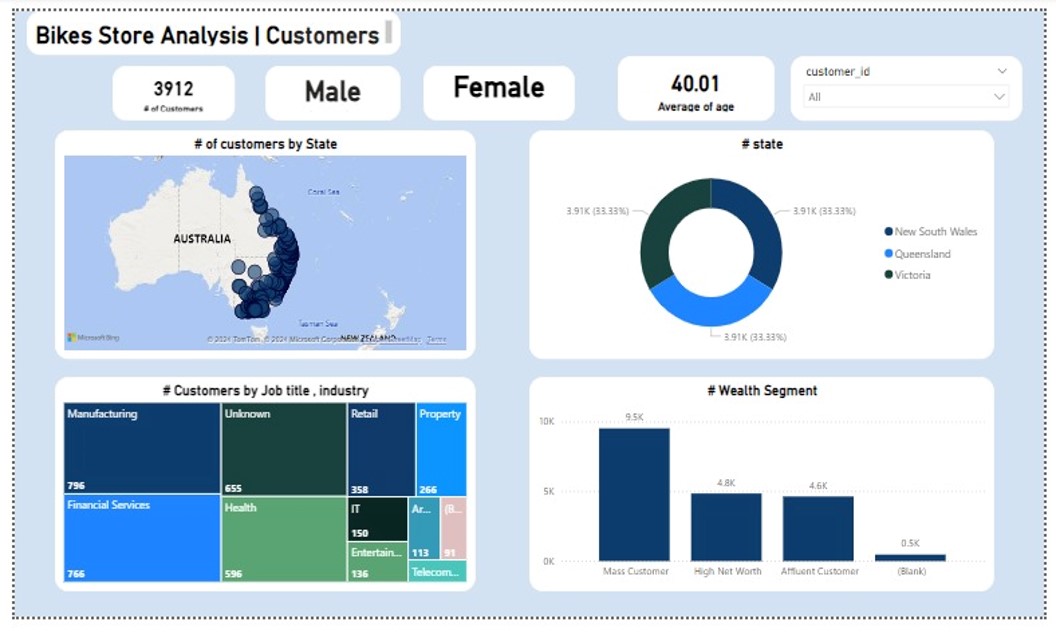 Bikes Store Analysis | Customers
3912
# of Customers
Male
Female
40.01
Average of age
customer_id
All
# of customers by State
Coral Sea
AUSTRALIA
Tasman Sea
NEW ZEALAND
Microsoft Bing
© 2024 TomTom, © 2024 Microsoft Corporation
Terms
# state
3.91K (33.33%)
3.91K (33.33%)
3.91K (33.33%)
New South Wales
Queensland
Victoria
# Customers by Job title , industry
Manufacturing
796
Financial Services
766
Unknown
655
Health
596
Retail
358
Property
266
IT
150
Entertain...
136
Ar...
113
(B...
91
Telecom...
# Wealth Segment
10K
5K
0K
9.5K
4.8K
4.6K
0.5K
Mass Customer
High Net Worth
Affluent Customer
(Blank)